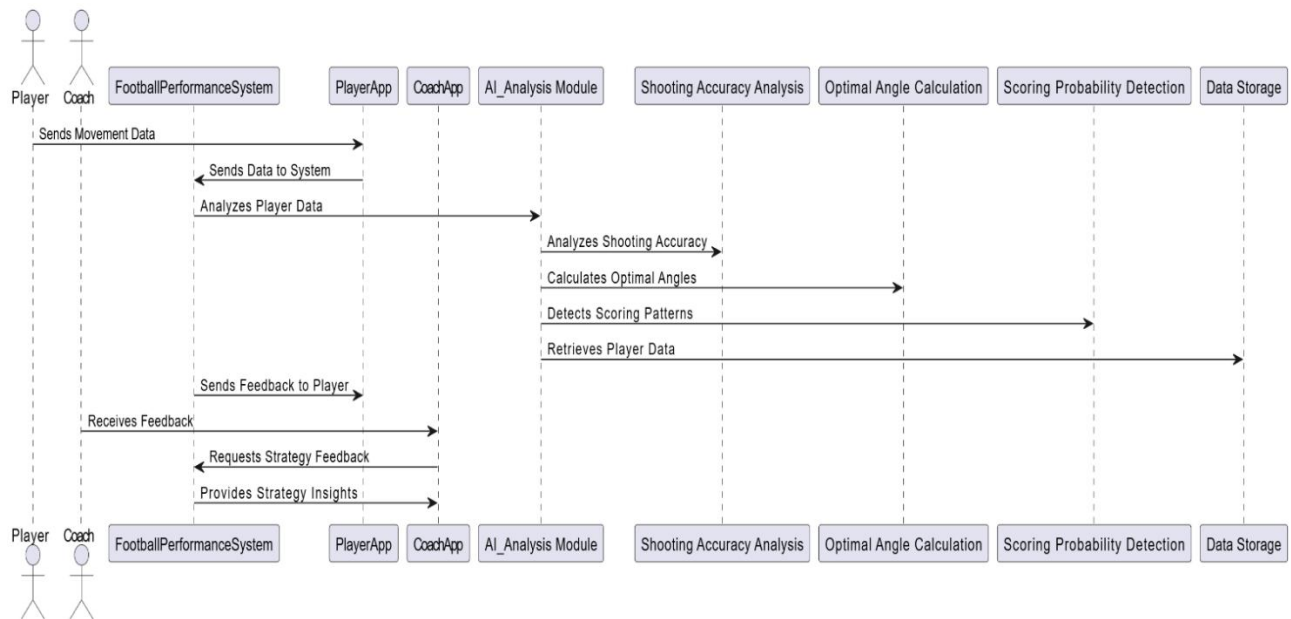 Player Coach FootballPerformanceSystem PlayerApp CoachApp AI_Analysis Module Shooting Accuracy Analysis Optimal Angle Calculation Scoring Probability Detection Data Storage
Sends Movement Data
Sends Data to System
Analyzes Player Data
Analyzes Shooting Accuracy
Calculates Optimal Angles
Detects Scoring Patterns
Retrieves Player Data
Sends Feedback to Player
Receives Feedback
Requests Strategy Feedback
Provides Strategy Insights
Player Coach FootballPerformanceSystem PlayerApp CoachApp AI_Analysis Module Shooting Accuracy Analysis Optimal Angle Calculation Scoring Probability Detection Data Storage